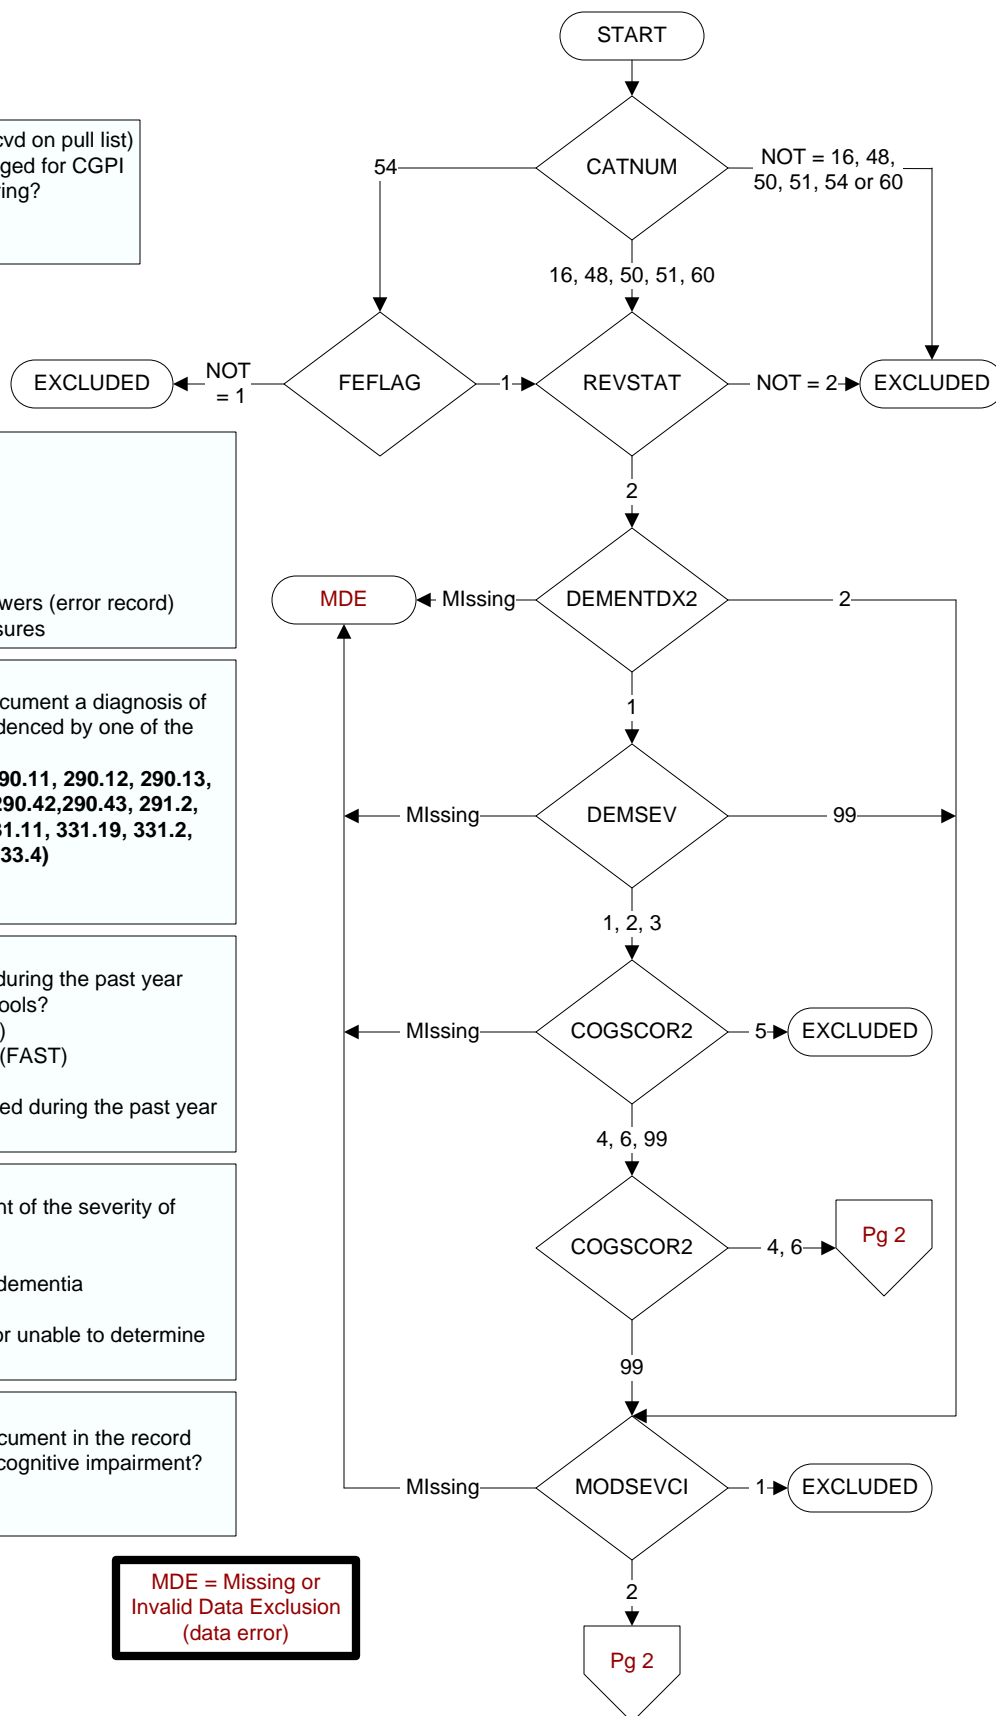 START
cvd on pull list)
ged for CGPI
ring?
54
CATNUM
NOT = 16, 48,
50, 51, 54 or 60
16, 48, 50, 51, 60
EXCLUDED
NOT
= 1
FEFLAG
1
REVSTAT
NOT = 2
EXCLUDED
2
wers (error record)
sures
MDE
MIssing
DEMENTDX2
2
1
cument a diagnosis of
denced by one of the
90.11, 290.12, 290.13,
290.42,290.43, 291.2,
31.11, 331.19, 331.2,
33.4)
MIssing
DEMSEV
99
1, 2, 3
during the past year
ools?
)
(FAST)
ed during the past year
MIssing
COGSCOR2
5
EXCLUDED
4, 6, 99
nt of the severity of
dementia
or unable to determine
COGSCOR2
4, 6
Pg 2
99
cument in the record
cognitive impairment?
MIssing
MODSEVCI
1
EXCLUDED
2
MDE = Missing or
Invalid Data Exclusion
(data error)
Pg 2